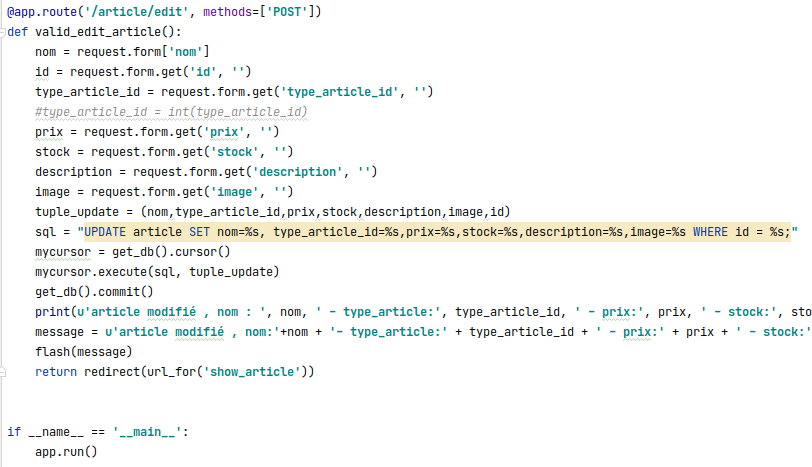 @app.route('/article/edit', methods=['POST'])
def valid_edit_article():
    nom = request.form['nom']
    id = request.form.get('id', '')
    type_article_id = request.form.get('type_article_id', '')
    #type_article_id = int(type_article_id)
    prix = request.form.get('prix', '')
    stock = request.form.get('stock', '')
    description = request.form.get('description', '')
    image = request.form.get('image', '')
    tuple_update = (nom,type_article_id,prix,stock,description,image,id)
    sql = "UPDATE article SET nom=%s, type_article_id=%s,prix=%s,stock=%s,description=%s,image=%s WHERE id = %s;"
    mycursor = get_db().cursor()
    mycursor.execute(sql, tuple_update)
    get_db().commit()
    print(u'article modifié , nom : ', nom, ' - type_article:', type_article_id, ' - prix:', prix, ' - stock:', sto
    message = u'article modifié , nom:'+nom + '- type_article:' + type_article_id + ' - prix:' + prix + ' - stock:'
    flash(message)
    return redirect(url_for('show_article'))
if __name__ == '__main__':
    app.run()